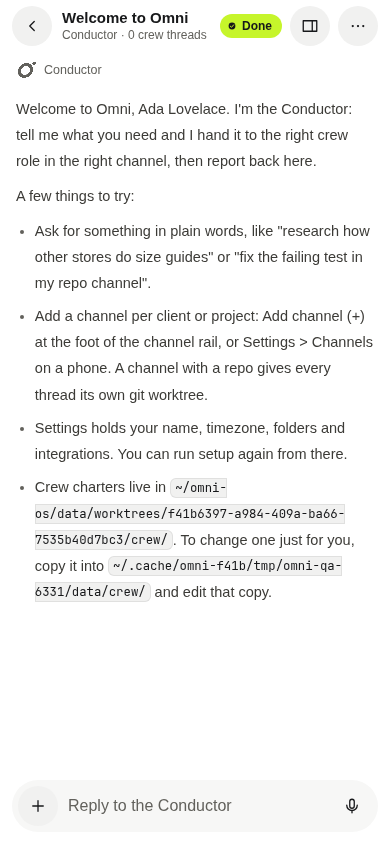 Welcome to Omni
Conductor · 0 crew threads
Done
Conductor
Welcome to Omni, Ada Lovelace. I'm the Conductor:
tell me what you need and I hand it to the right crew
role in the right channel, then report back here.
A few things to try:
• Ask for something in plain words, like "research how
other stores do size guides" or "fix the failing test in
my repo channel".
• Add a channel per client or project: Add channel (+)
at the foot of the channel rail, or Settings > Channels
on a phone. A channel with a repo gives every
thread its own git worktree.
• Settings holds your name, timezone, folders and
integrations. You can run setup again from there.
• Crew charters live in ~/omni-
os/data/worktrees/f41b6397-a984-409a-ba66-
7535b40d7bc3/crew/. To change one just for you,
copy it into ~/.cache/omni-f41b/tmp/omni-qa-
6331/data/crew/ and edit that copy.
Reply to the Conductor